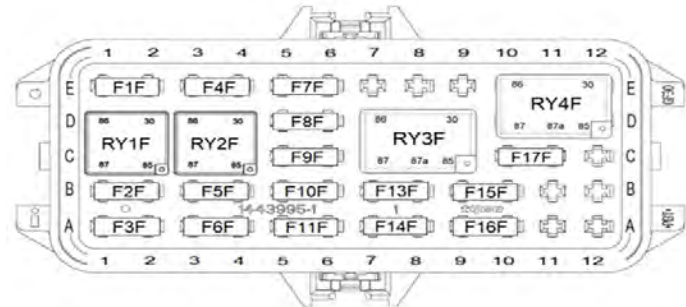 1 2 3 4 5 6 7 8 9 10 11 12
E F1F F4F F7F E
86 30
RY4F
87 87a 85
D 86 30 86 30 F8F 86 30 D
RY1F RY2F RY3F
87 85 87 85 87 87a 85
C F9F F17F C
B F2F F5F F10F F13F F15F B
1443995-1 1
A F3F F6F F11F F14F F16F A
1 2 3 4 5 6 7 8 9 10 11 12